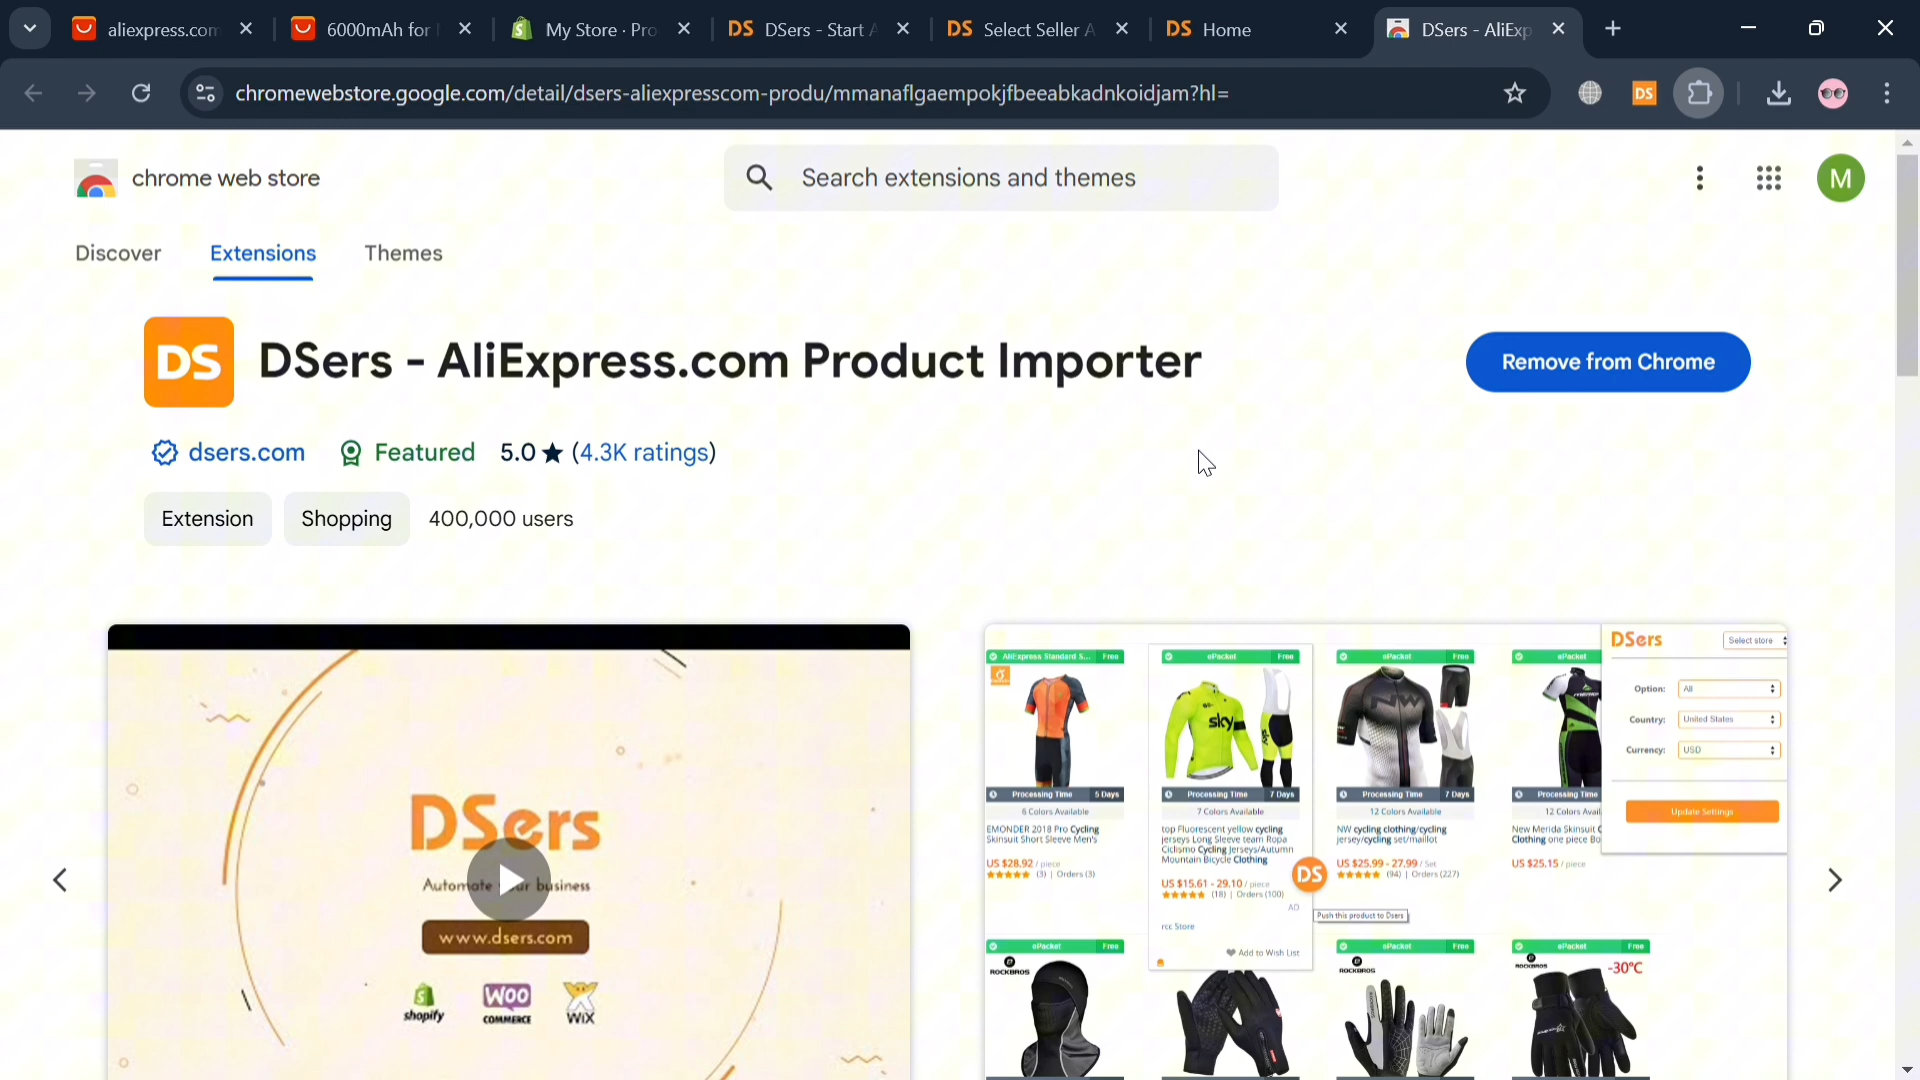 aliexpress.com
6000mAh for
My Store · Pro
DSers - Start A
Select Seller A
DS Home
DSers - AliExp
chromewebstore.google.com/detail/dsers-aliexpresscom-produ/mmanaflgaempokjfbeeabkadnkoidjam?hl=
DS
chrome web store
Search extensions and themes
M
Discover
Extensions
Themes
DS
DSers - AliExpress.com Product Importer
Remove from Chrome
dsers.com
Featured
5.0 ★ (4.3K ratings)
Extension
Shopping
400,000 users
DSers
Automate your business
www.dsers.com
shopify
WOO COMMERCE
WiX
AliExpress Standard S... Free
ePacket Free
ePacket Free
ePacket
DSers
Select store
Option: All
Country: United States
Currency: USD
Update Settings
sky
NW
Processing Time 5 Days
Processing Time 7 Days
Processing Time 7 Days
Processing Time
6 Colors Available
7 Colors Available
12 Colors Available
12 Colors Avail
EMONDER 2018 Pro Cycling
Skinsuit Short Sleeve Men's
US $28.92 / piece
(3) | Orders (3)
top Fluorescent yellow cycling
jerseys Long Sleeve team Ropa
Ciclismo Cycling Jerseys/Autumn
Mountain Bicycle Clothing
US $15.61 - 29.10 / piece
(18) | Orders (100)
AD
rcc Store
Add to Wish List
DS
Push this product to Dsers
NW cycling clothing/cycling
jersey/cycling set/maillot
US $25.99 - 27.99 / Set
(94) | Orders (227)
New Merida Skinsuit C
Clothing one piece Bo
US $25.15 / piece
ePacket Free
ePacket Free
ePacket Free
ROCKBROS
ROCKBROS
ROCKBROS
-30°C